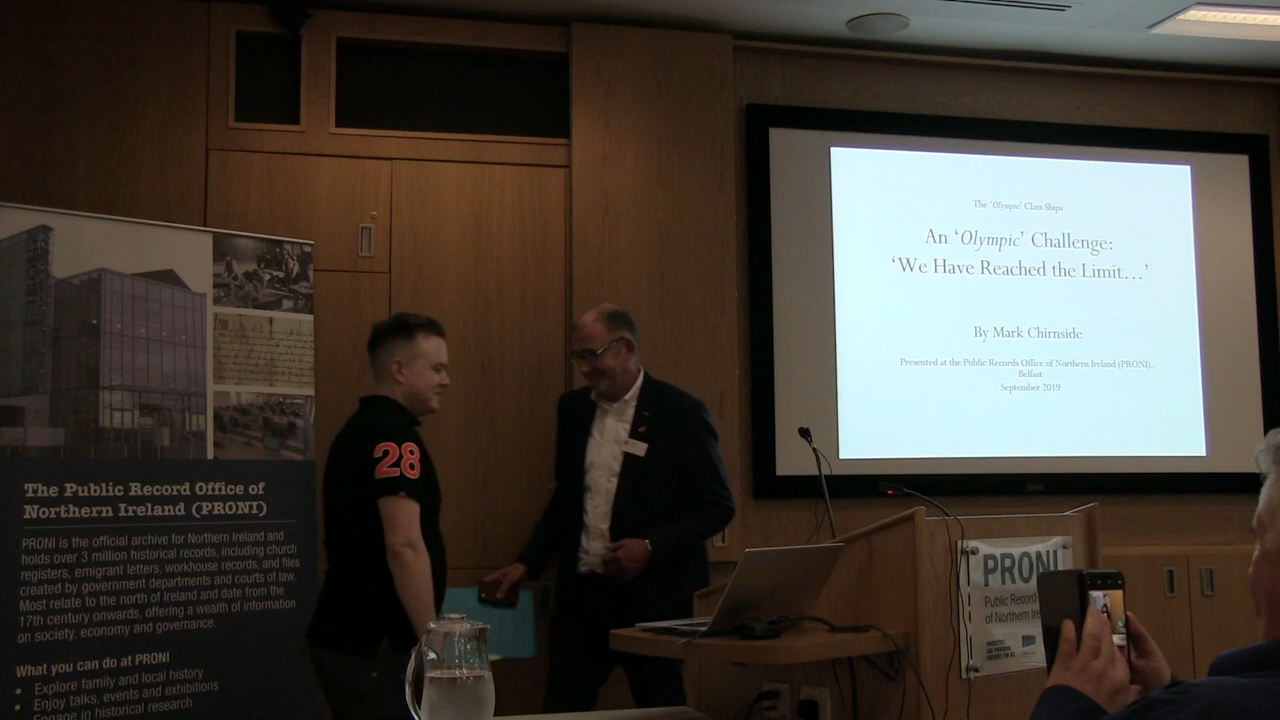 The Public Record Office of
Northern Ireland (PRONI)
PRONI is the official archive for Northern Ireland and
holds over 3 million historical records, including church
registers, emigrant letters, workhouse records, and files
created by government departments and courts of law.
Most relate to the north of Ireland and date from the
17th century onwards, offering a wealth of information
on society, economy and governance.
What you can do at PRONI
• Explore family and local history
• Enjoy talks, events and exhibitions
• Engage in historical research
28
The 'Olympic' Class Ships
An 'Olympic' Challenge:
'We Have Reached the Limit…'
By Mark Chirnside
Presented at the Public Records Office of Northern Ireland (PRONI),
Belfast
September 2019
PRONI
Public Record
of Northern Ire